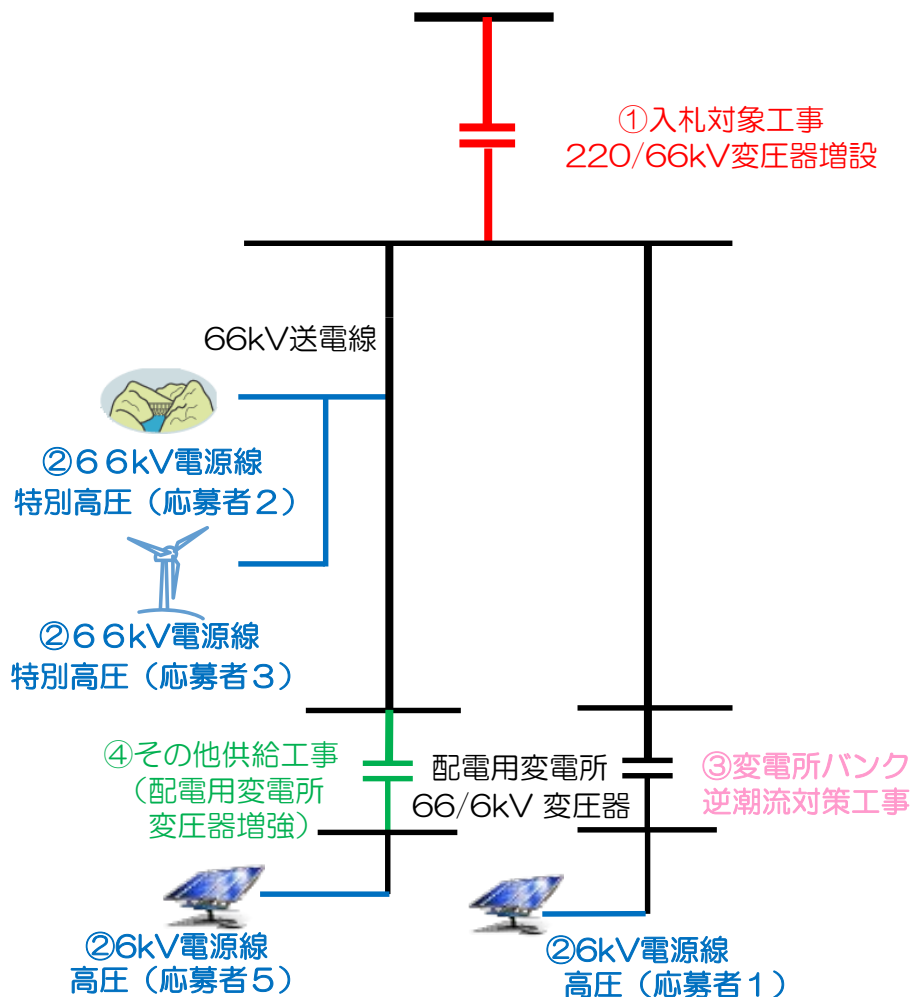 ①入札対象工事
220/66kV変圧器増設
66kV送電線
②66kV電源線
特別高圧（応募者2）
②66kV電源線
特別高圧（応募者3）
④その他供給工事
（配電用変電所
変圧器増強）
配電用変電所
66/6kV 変圧器
③変電所バンク
逆潮流対策工事
②6kV電源線
高圧（応募者5）
②6kV電源線
高圧（応募者1）